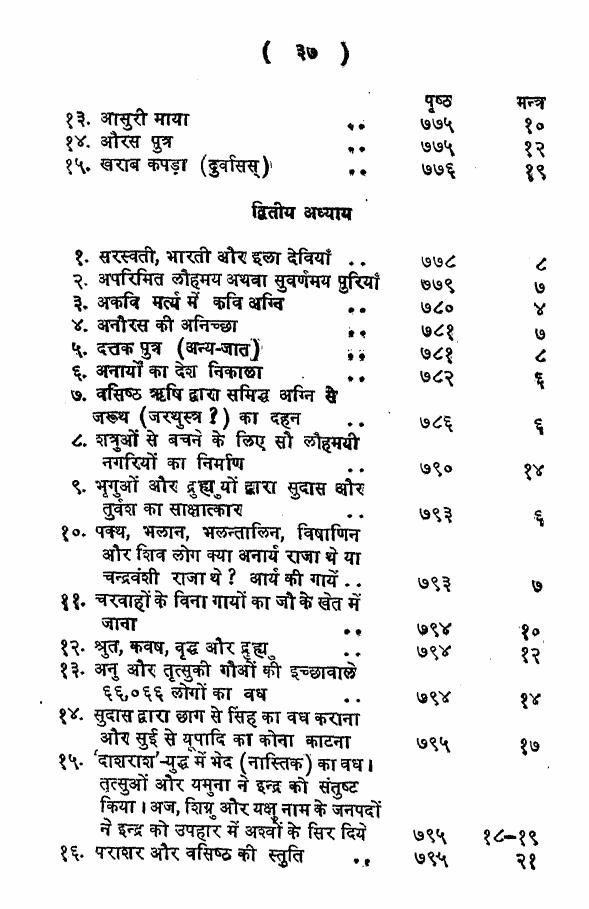 ( ३७ )
पृष्ठ मन्त्र
१३. आसुरी माया .. ७७५ १०
१४. औरस पुत्र .. ७७५ १२
१५. खराब कपड़ा (दुर्वासस्) .. ७७६ १९
द्वितीय अध्याय
१. सरस्वती, भारती और इला देवियाँ .. ७७८ ८
२. अपरिमित लौहमय अथवा सुवर्णमय पुरियाँ ७७९ ७
३. अकवि मर्त्य में कवि अग्नि .. ७८० ४
४. अनौरस की अनिच्छा .. ७८१ ७
५. दत्तक पुत्र (अन्य-जात) .. ७८१ ८
६. अनार्यों का देश निकाला .. ७८२ ६
७. वसिष्ठ ऋषि द्वारा समिद्ध अग्नि से
जरूथ (जरथुस्त्र ?) का दहन .. ७८६ ६
८. शत्रुओं से बचने के लिए सौ लौहमयी
नगरियों का निर्माण .. ७९० १४
९. भृगुओं और द्रुह्युयों द्वारा सुदास और
तुर्वश का साक्षात्कार .. ७९३ ६
१०. पक्थ, भलान, भलन्तालिन, विषाणिन
और शिव लोग क्या अनार्य राजा थे या
चन्द्रवंशी राजा थे ? आर्य की गायें .. ७९३ ७
११. चरवाहों के विना गायों का जौ के खेत में
जाना .. ७९४ १०
१२. श्रुत, कवष, वृद्ध और द्रुह्यु .. ७९४ १२
१३. अनु और तृत्सुकी गौओं की इच्छावाले
६६,०६६ लोगों का वध .. ७९४ १४
१४. सुदास द्वारा छाग से सिंह का वध कराना
और सुई से यूपादि का कोना काटना ७९५ १७
१५. 'दाशराश'-युद्ध में भेद (नास्तिक) का वध।
तृत्सुओं और यमुना ने इन्द्र को संतुष्ट
किया। अज, शिग्रु और यक्षु नाम के जनपदों
ने इन्द्र को उपहार में अश्वों के सिर दिये ७९५ १८-१९
१६. पराशर और वसिष्ठ की स्तुति .. ७९५ २१